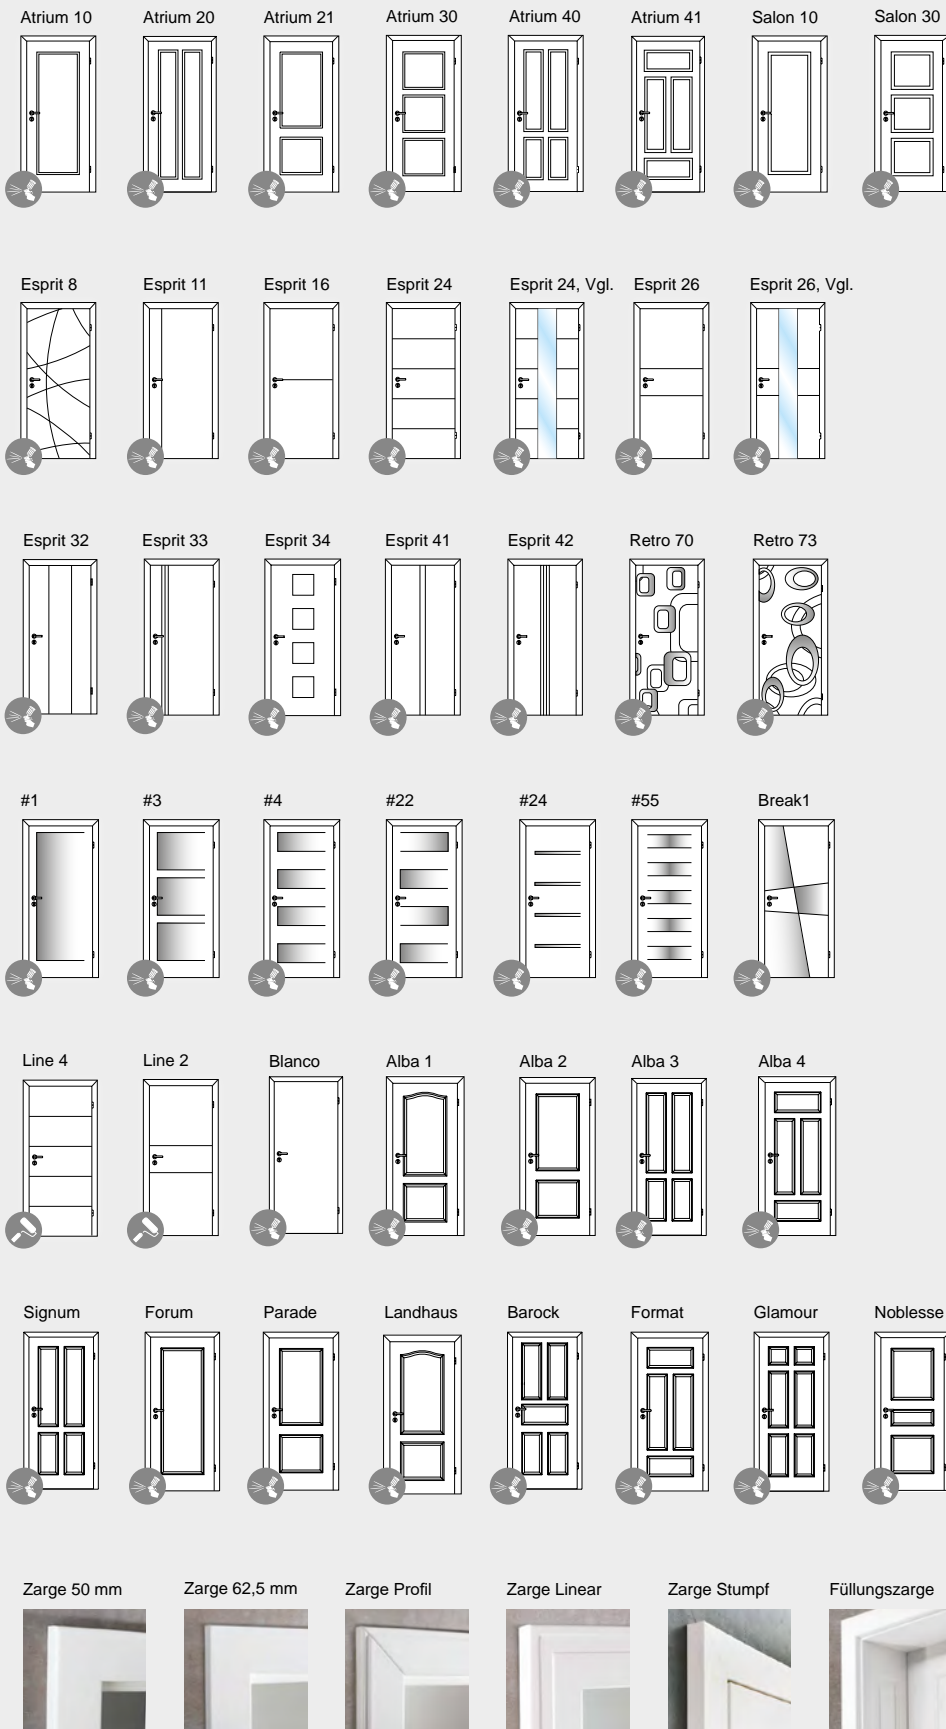 Atrium 10 Atrium 20 Atrium 21 Atrium 30 Atrium 40 Atrium 41 Salon 10 Salon 30
Esprit 8 Esprit 11 Esprit 16 Esprit 24 Esprit 24, Vgl. Esprit 26 Esprit 26, Vgl.
Esprit 32 Esprit 33 Esprit 34 Esprit 41 Esprit 42 Retro 70 Retro 73
#1 #3 #4 #22 #24 #55 Break1
Line 4 Line 2 Blanco Alba 1 Alba 2 Alba 3 Alba 4
Signum Forum Parade Landhaus Barock Format Glamour Noblesse
Zarge 50 mm Zarge 62,5 mm Zarge Profil Zarge Linear Zarge Stumpf Füllungszarge